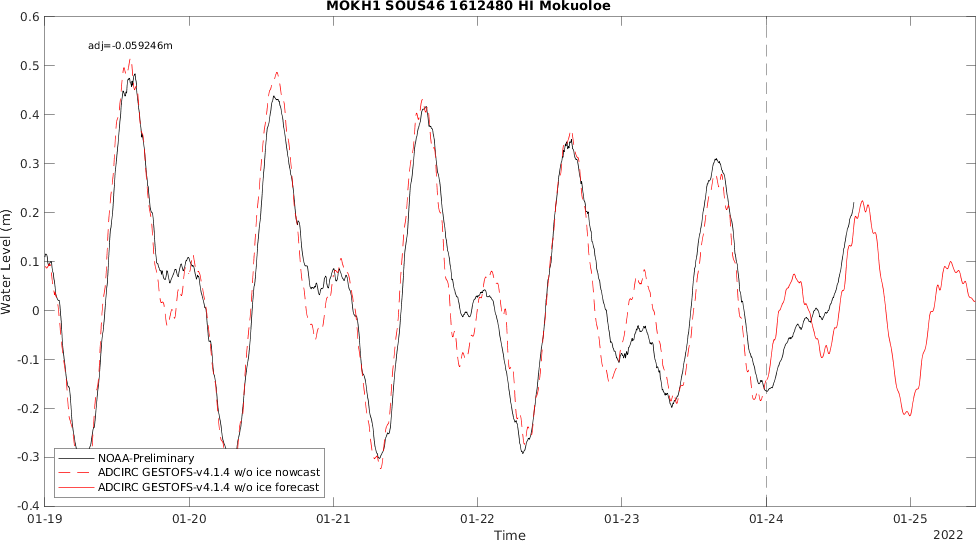 MOKH1 SOUS46 1612480 HI Mokuoloe
adj=-0.059246m
Water Level (m)
0.6
0.5
0.4
0.3
0.2
0.1
0
-0.1
-0.2
-0.3
-0.4
NOAA-Preliminary
ADCIRC GESTOFS-v4.1.4 w/o ice nowcast
ADCIRC GESTOFS-v4.1.4 w/o ice forecast
01-19 01-20 01-21 01-22 01-23 01-24 01-25
Time
2022